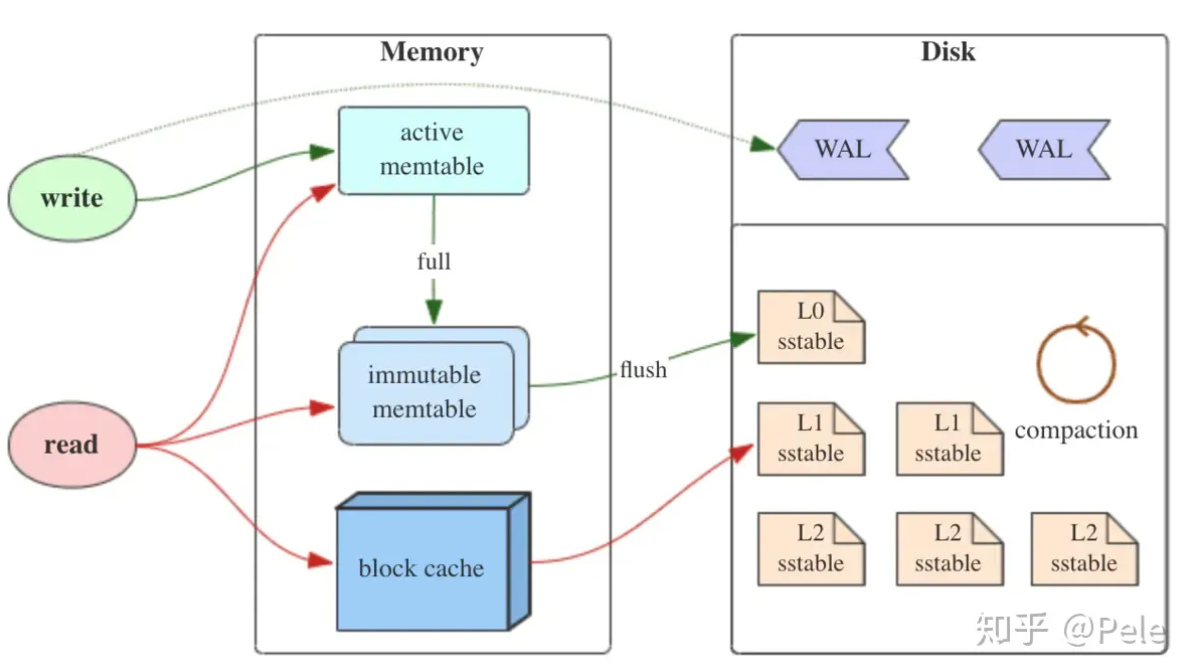 Memory
Disk
active
memtable
WAL
WAL
write
full
L0
sstable
immutable
memtable
flush
compaction
L1
sstable
L1
sstable
read
block cache
L2
sstable
L2
sstable
L2
sstable
知乎 @Pele